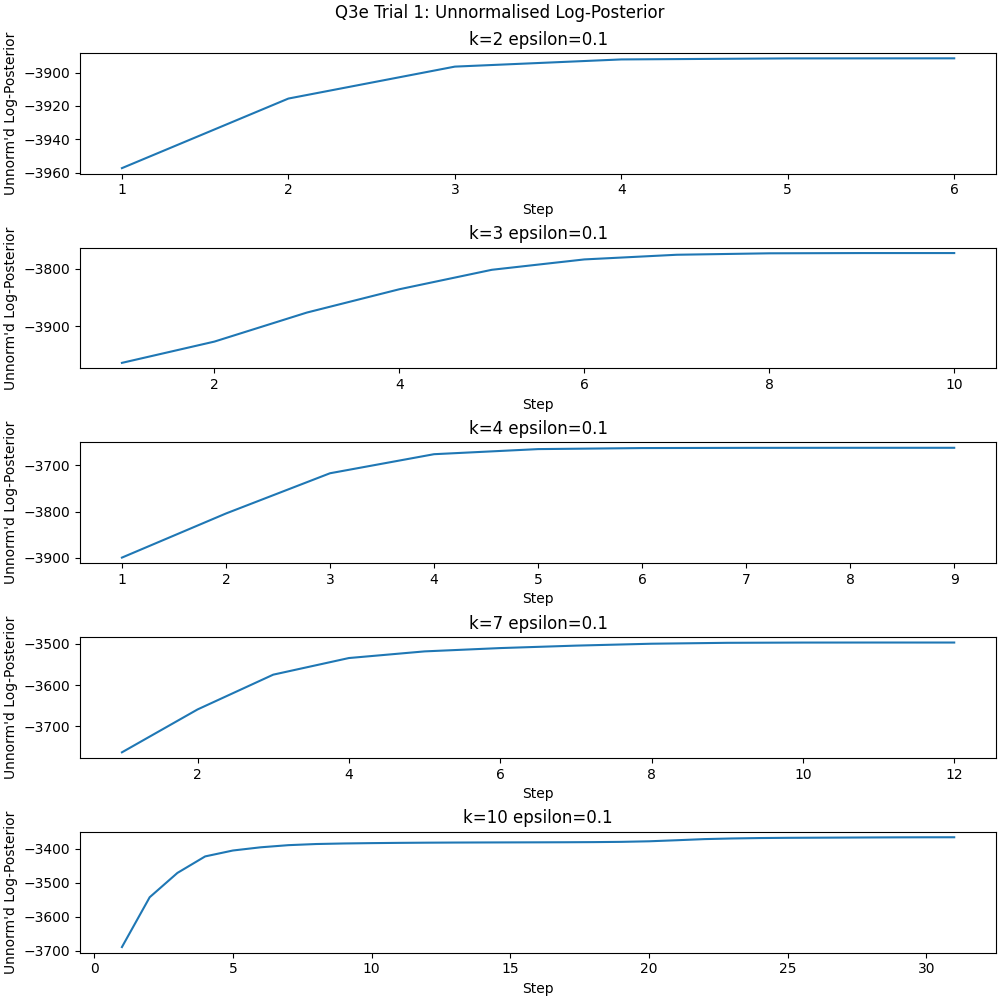 Q3e Trial 1: Unnormalised Log-Posterior
k=2 epsilon=0.1
Unnorm'd Log-Posterior
−3900
−3920
−3940
−3960
1 2 3 4 5 6
Step
k=3 epsilon=0.1
Unnorm'd Log-Posterior
−3800
−3900
2 4 6 8 10
Step
k=4 epsilon=0.1
Unnorm'd Log-Posterior
−3700
−3800
−3900
1 2 3 4 5 6 7 8 9
Step
k=7 epsilon=0.1
Unnorm'd Log-Posterior
−3500
−3600
−3700
2 4 6 8 10 12
Step
k=10 epsilon=0.1
Unnorm'd Log-Posterior
−3400
−3500
−3600
−3700
0 5 10 15 20 25 30
Step